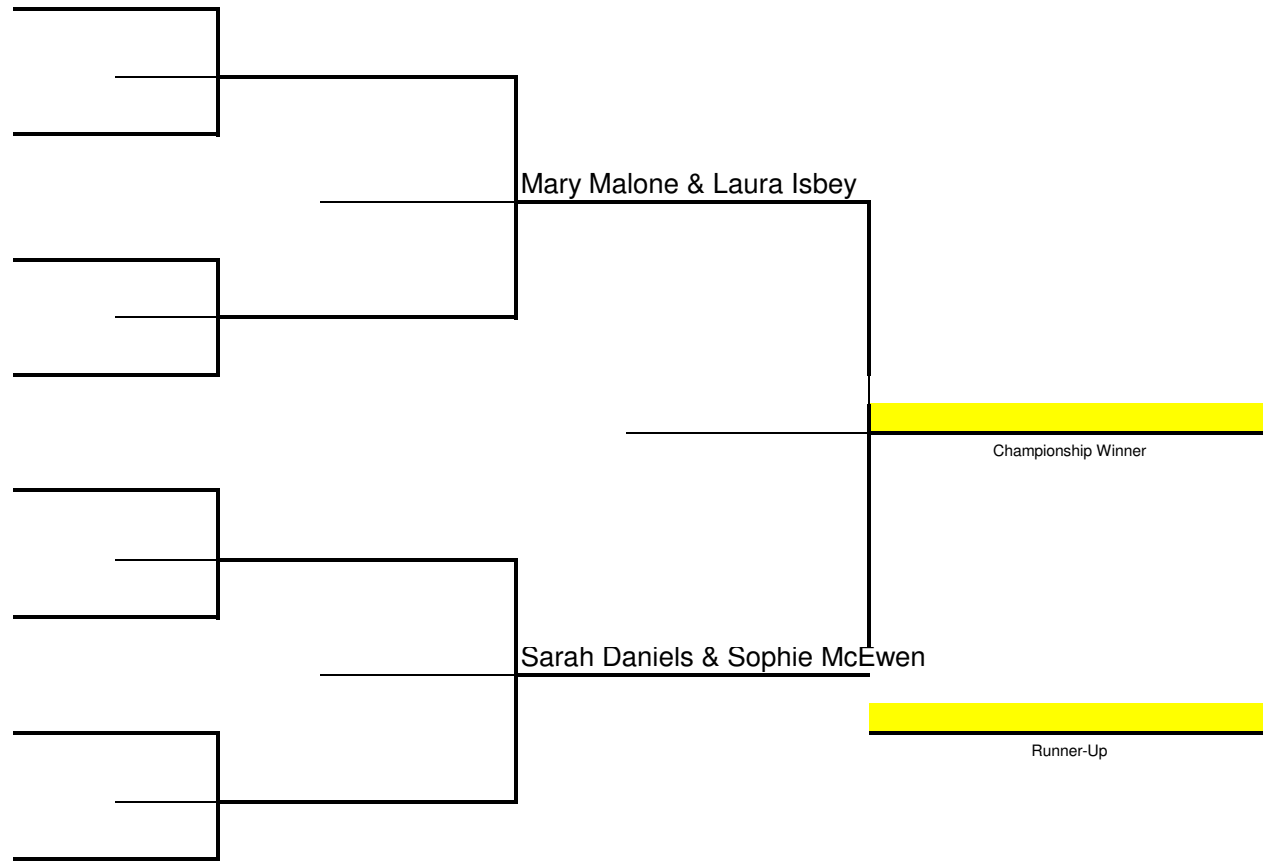 Mary Malone & Laura Isbey
Championship Winner
Sarah Daniels & Sophie McEwen
Runner-Up